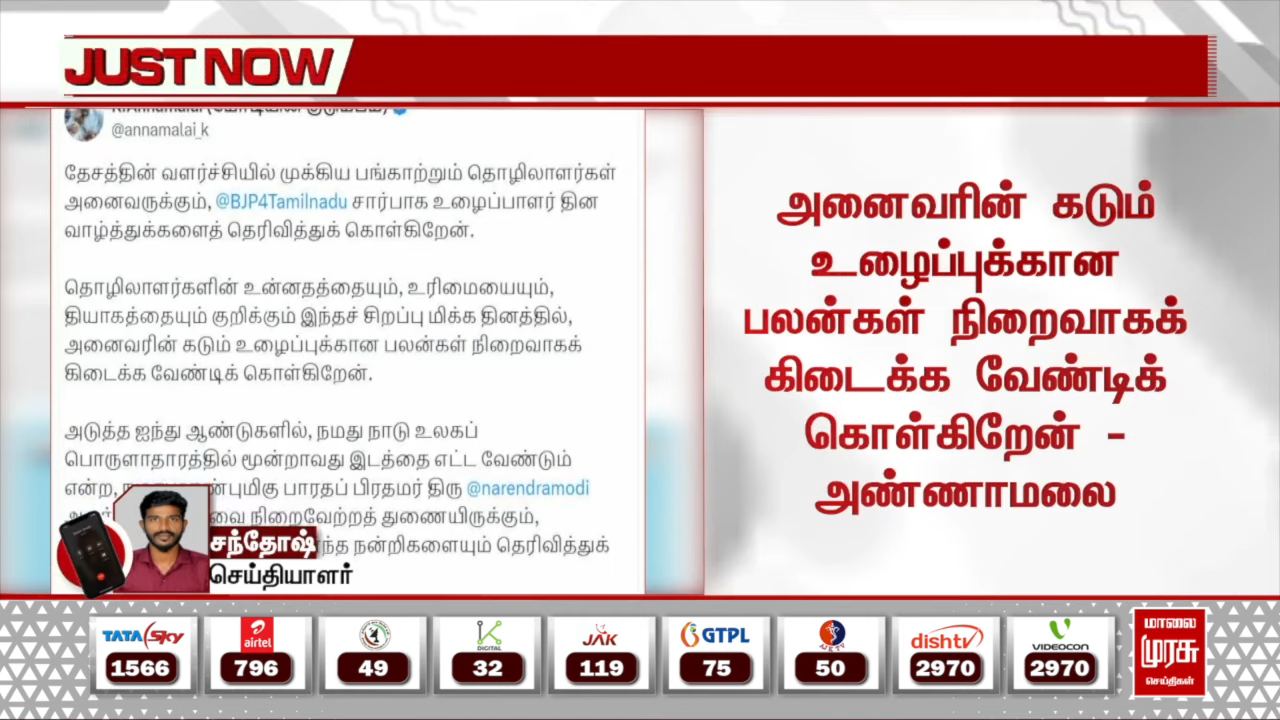 JUST NOW
@annamalai_k
தேசத்தின் வளர்ச்சியில் முக்கிய பங்காற்றும் தொழிலாளர்கள்
அனைவருக்கும், @BJP4Tamilnadu சார்பாக உழைப்பாளர் தின
வாழ்த்துக்களைத் தெரிவித்துக் கொள்கிறேன்.
தொழிலாளர்களின் உன்னதத்தையும், உரிமையையும்,
தியாகத்தையும் குறிக்கும் இந்தச் சிறப்பு மிக்க தினத்தில்,
அனைவரின் கடும் உழைப்புக்கான பலன்கள் நிறைவாகக்
கிடைக்க வேண்டிக் கொள்கிறேன்.
அடுத்த ஐந்து ஆண்டுகளில், நமது நாடு உலகப்
பொருளாதாரத்தில் மூன்றாவது இடத்தை எட்ட வேண்டும்
என்ற, பாரதப் பிரதமர் திரு @narendramodi
நிறைவேற்றத் துணையிருக்கும்,
நன்றிகளையும் தெரிவித்துக்
அனைவரின் கடும்
உழைப்புக்கான
பலன்கள் நிறைவாகக்
கிடைக்க வேண்டிக்
கொள்கிறேன் -
அண்ணாமலை
சந்தோஷ்
செய்தியாளர்
TATA Sky
1566
airtel
796
49
DIGITAL
32
JAK
119
GTPL
75
50
dishtv
2970
VIDEOCON
2970
மாலை
முரசு
செய்திகள்